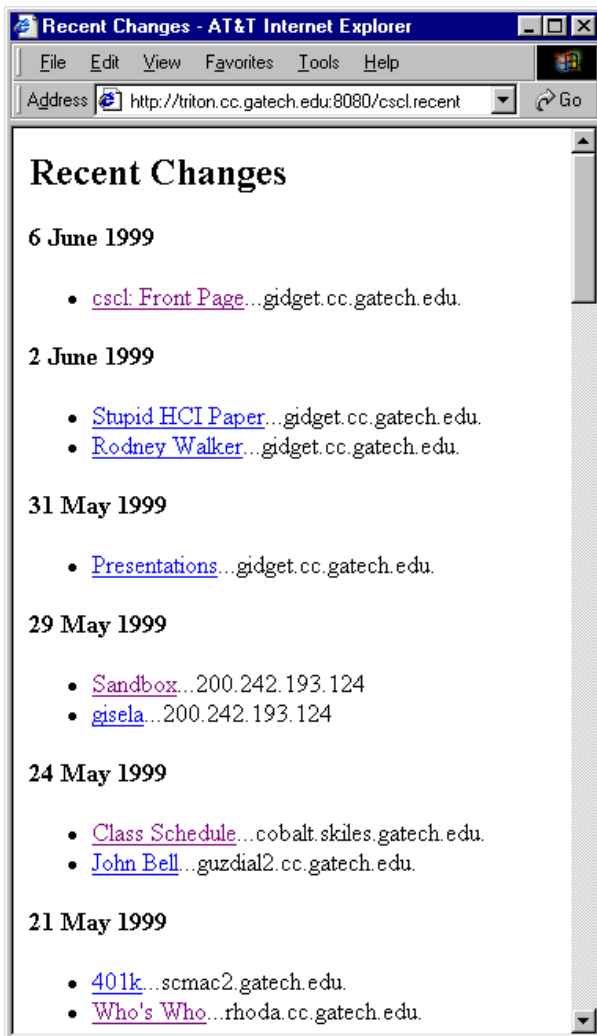 Recent Changes - AT&T Internet Explorer
File Edit View Favorites Tools Help
Address http://triton.cc.gatech.edu:8080/cscl.recent Go
Recent Changes
6 June 1999
• cscl: Front Page...gidget.cc.gatech.edu.
2 June 1999
• Stupid HCI Paper...gidget.cc.gatech.edu.
• Rodney Walker...gidget.cc.gatech.edu.
31 May 1999
• Presentations...gidget.cc.gatech.edu.
29 May 1999
• Sandbox...200.242.193.124
• gisela...200.242.193.124
24 May 1999
• Class Schedule...cobalt.skiles.gatech.edu.
• John Bell...guzdial2.cc.gatech.edu.
21 May 1999
• 401k...scmac2.gatech.edu.
• Who's Who...rhoda.cc.gatech.edu.